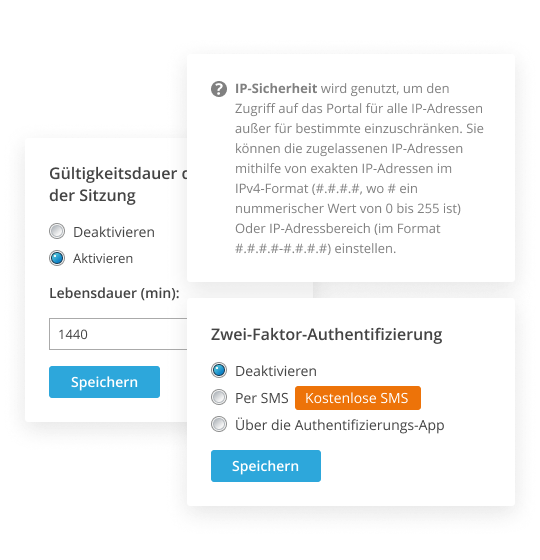 IP-Sicherheit wird genutzt, um den
Zugriff auf das Portal für alle IP-Adressen
außer für bestimmte einzuschränken. Sie
können die zugelassenen IP-Adressen
mithilfe von exakten IP-Adressen im
IPv4-Format (#.#.#.#, wo # ein
nummerischer Wert von 0 bis 255 ist)
Oder IP-Adressbereich (im Format
#.#.#.#-#.#.#.#) einstellen.
Gültigkeitsdauer
der Sitzung
Deaktivieren
Aktivieren
Lebensdauer (min):
1440
Speichern
Zwei-Faktor-Authentifizierung
Deaktivieren
Per SMS Kostenlose SMS
Über die Authentifizierungs-App
Speichern